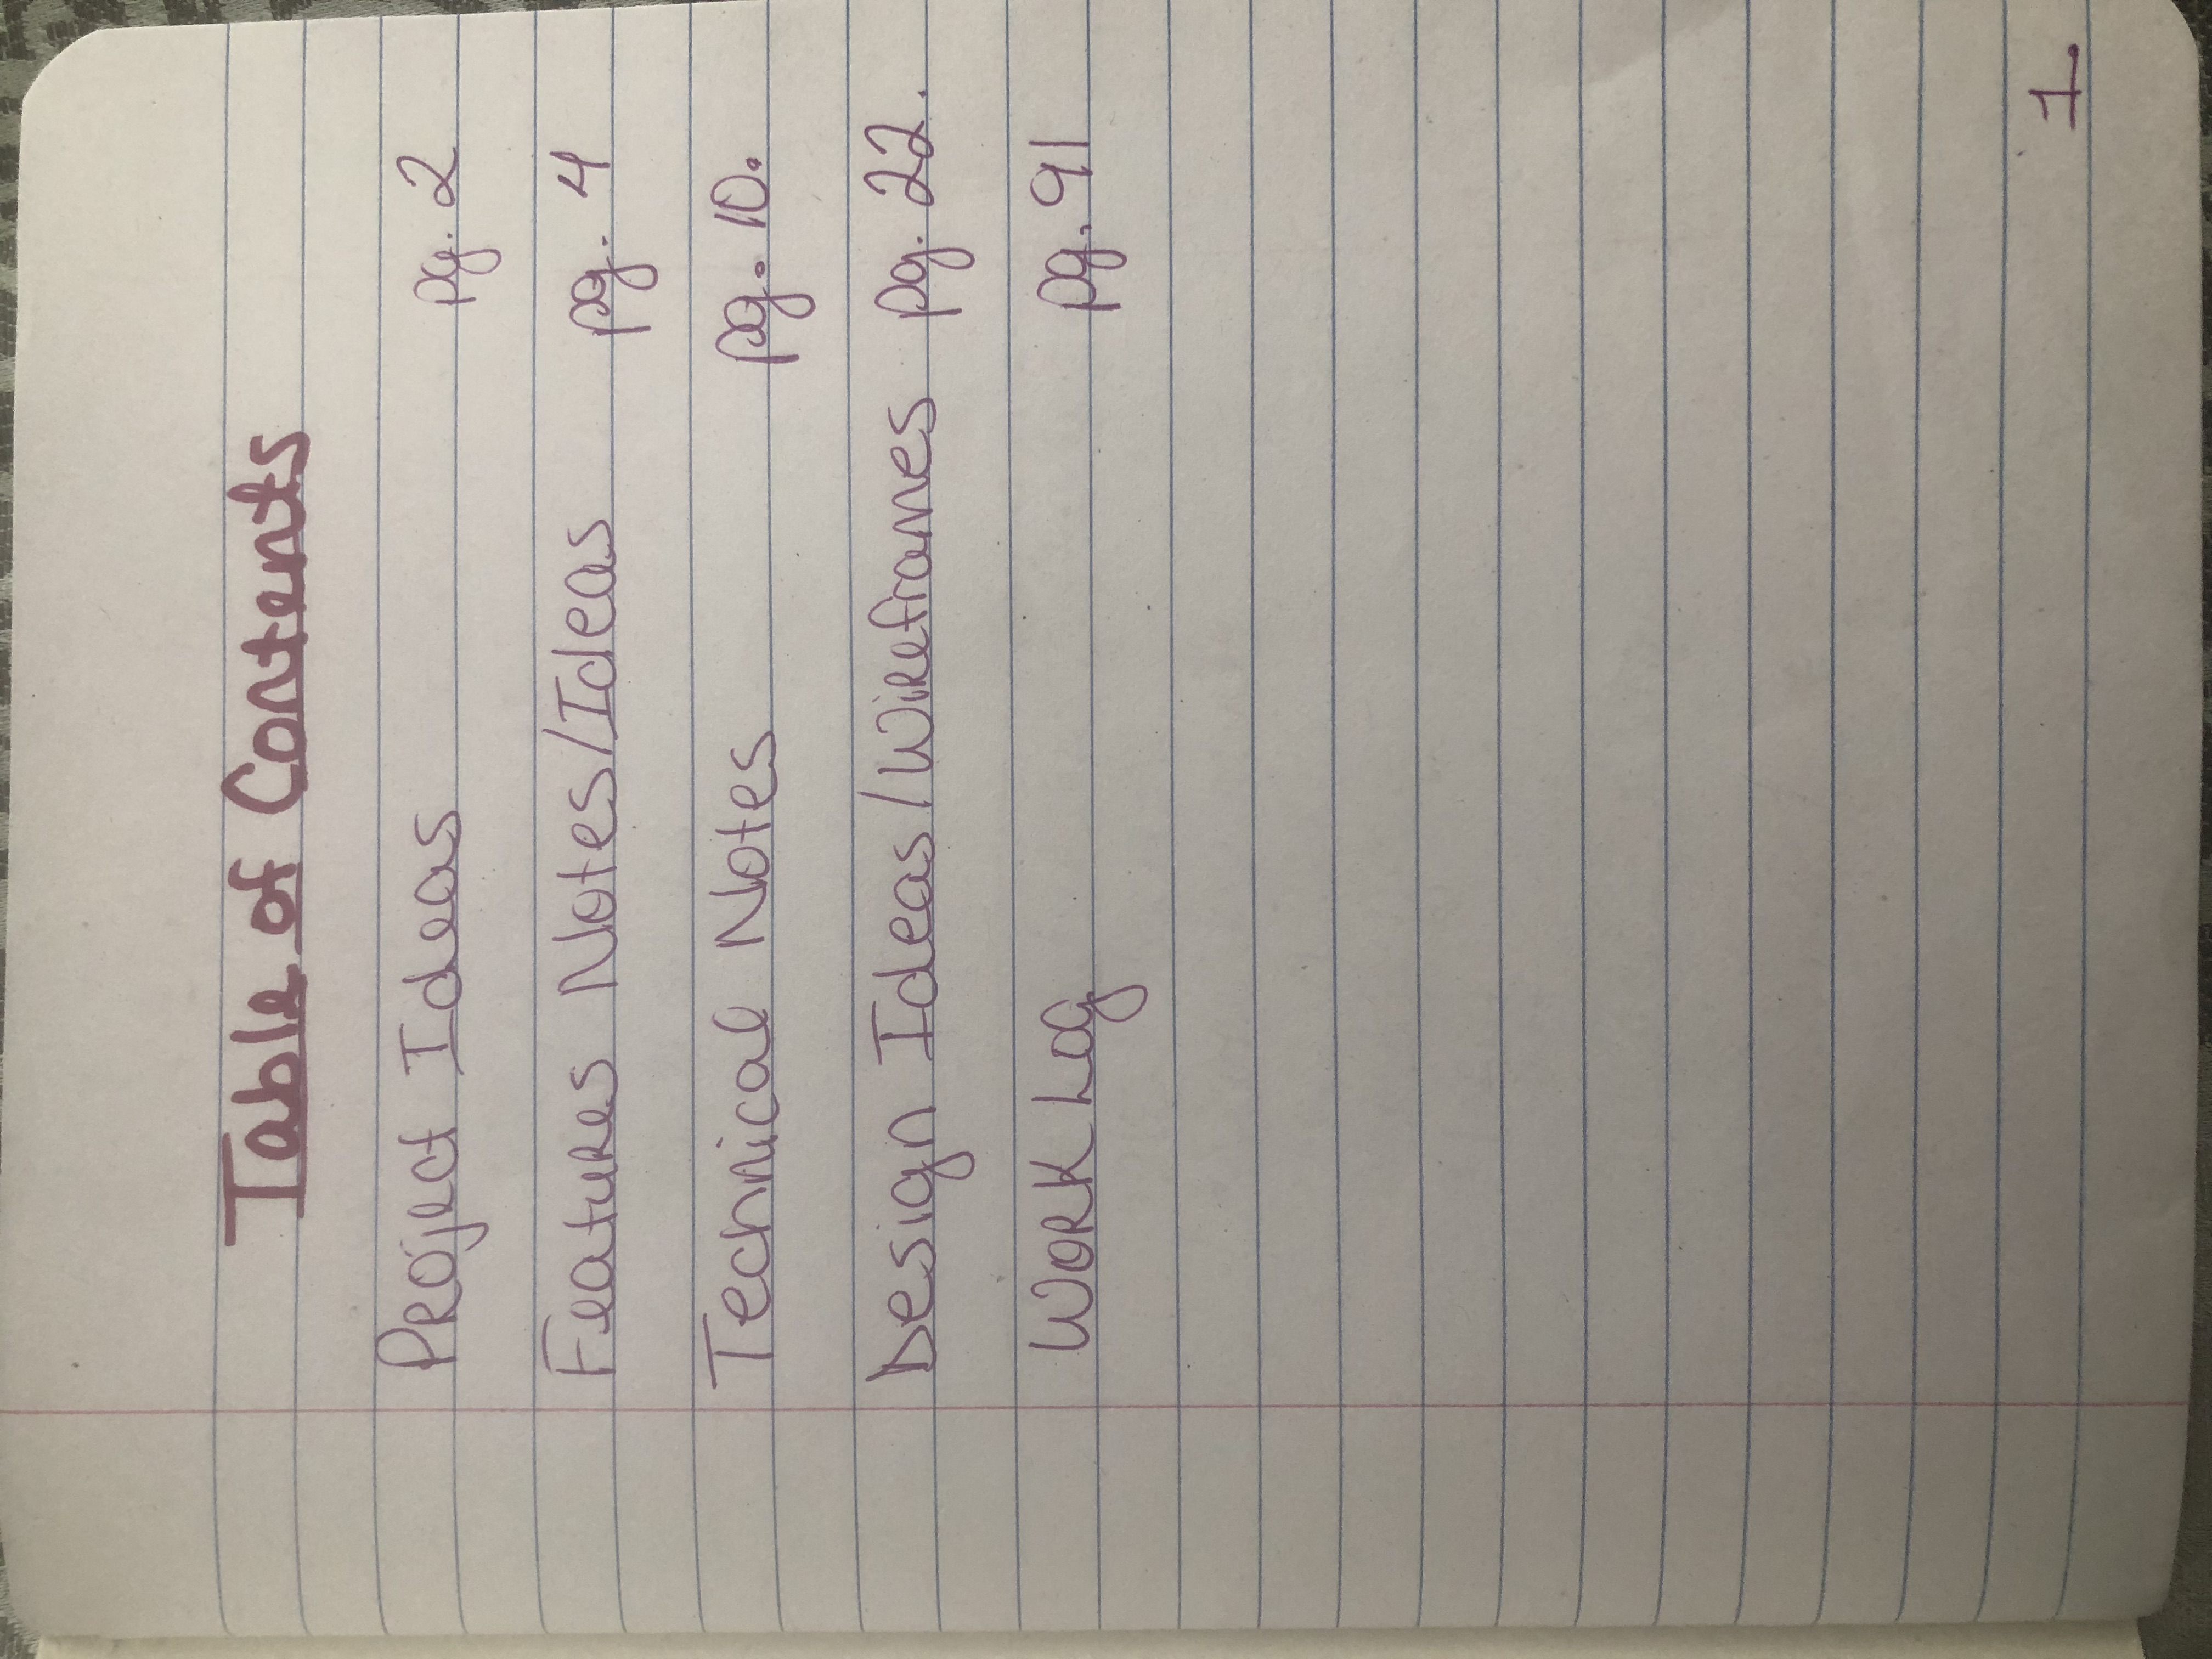 Table of Contents
Project Ideas pg. 2
Features Notes/Ideas pg. 4
Technical Notes pg. 10.
Design Ideas/Wireframes pg. 22.
Work Log pg. 91
1.